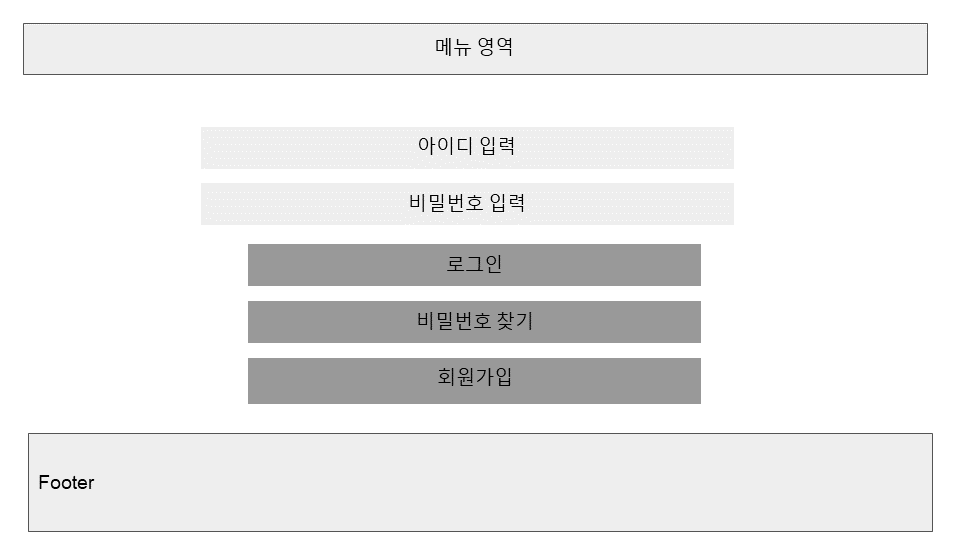 메뉴 영역
아이디 입력
비밀번호 입력
로그인
비밀번호 찾기
회원가입
Footer